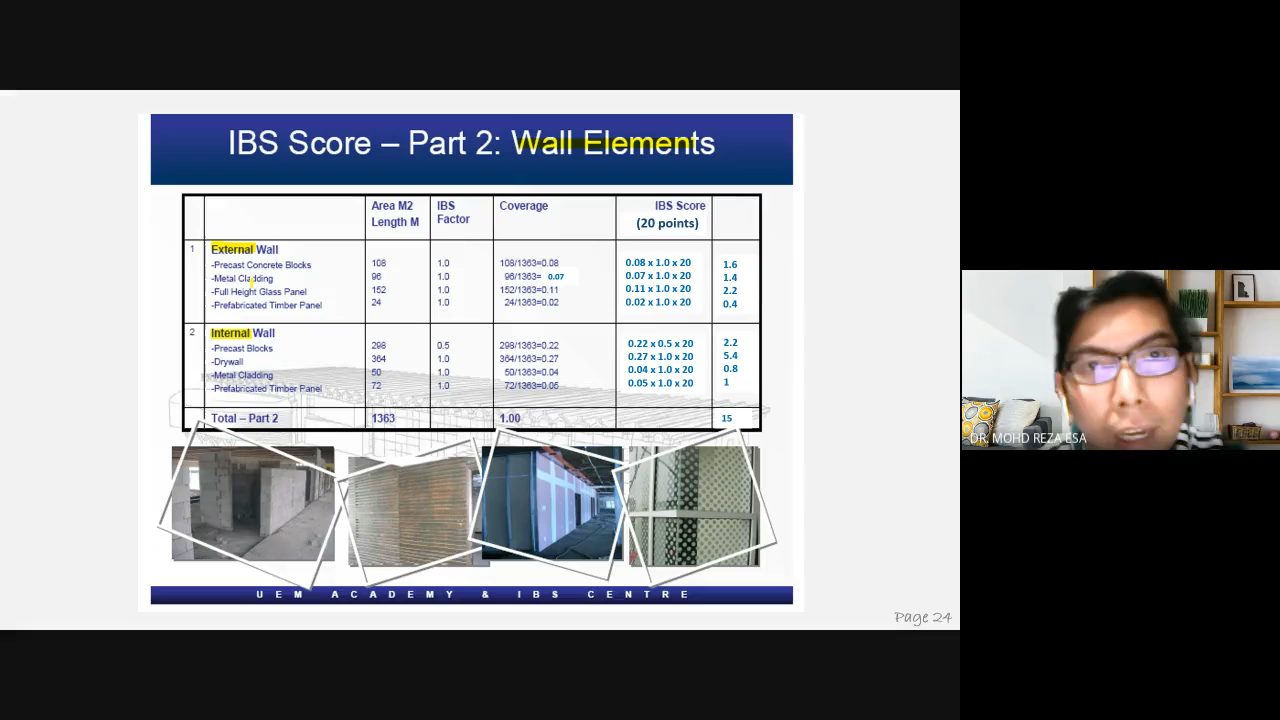 IBS Score – Part 2: Wall Elements
Area M2 IBS Coverage IBS Score
Length M Factor (20 points)
1 External Wall
-Precast Concrete Blocks 108 1.0 108/1363=0.08 0.08 x 1.0 x 20 1.6
-Metal Cladding 96 1.0 96/1363= 0.07 0.07 x 1.0 x 20 1.4
-Full Height Glass Panel 152 1.0 152/1363=0.11 0.11 x 1.0 x 20 2.2
-Prefabricated Timber Panel 24 1.0 24/1363=0.02 0.02 x 1.0 x 20 0.4
2 Internal Wall
-Precast Blocks 298 0.5 298/1363=0.22 0.22 x 0.5 x 20 2.2
-Drywall 364 1.0 364/1363=0.27 0.27 x 1.0 x 20 5.4
-Metal Cladding 50 1.0 50/1363=0.04 0.04 x 1.0 x 20 0.8
-Prefabricated Timber Panel 72 1.0 72/1363=0.05 0.05 x 1.0 x 20 1
Total – Part 2 1363 1.00 15
UEM ACADEMY & IBS CENTRE
Page 24
DR. MOHD REZA ESA